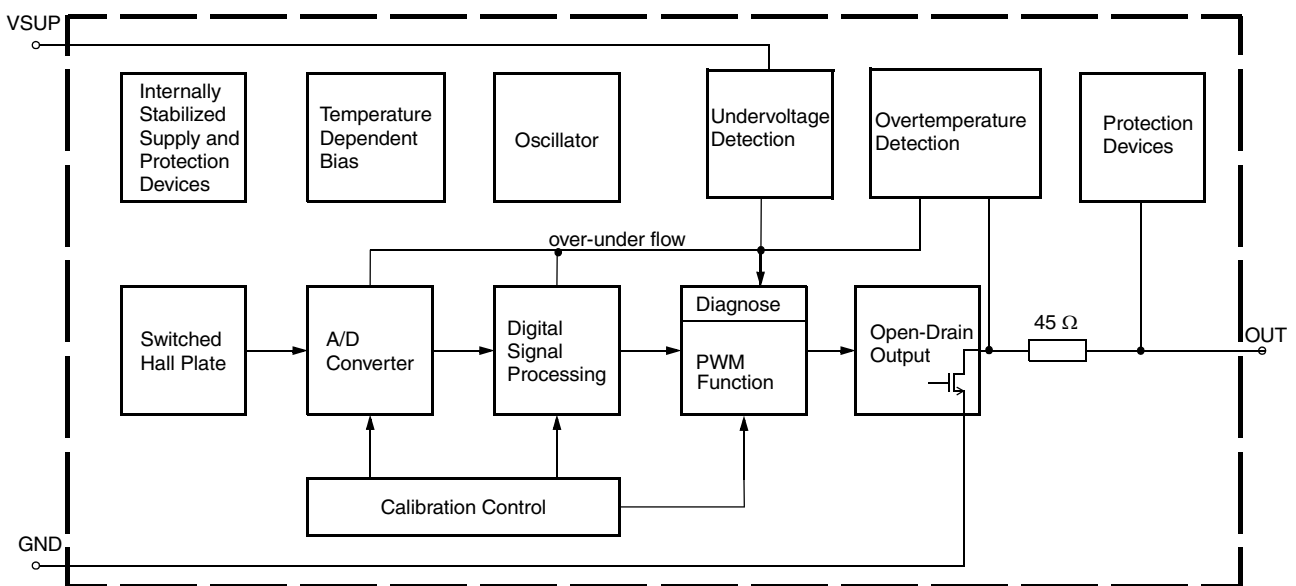 VSUP
Internally
Stabilized
Supply and
Protection
Devices
Temperature
Dependent
Bias
Oscillator
Undervoltage
Detection
Overtemperature
Detection
Protection
Devices
over-under flow
Switched
Hall Plate
A/D
Converter
Digital
Signal
Processing
Diagnose
PWM
Function
Open-Drain
Output
45 Ω
OUT
Calibration Control
GND